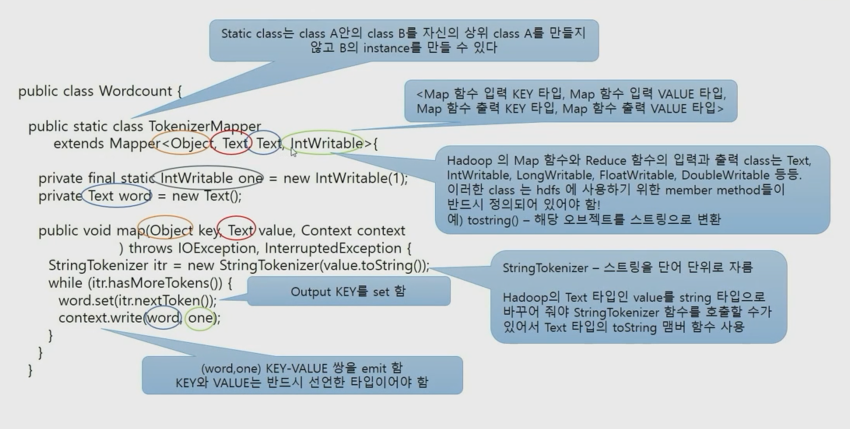 Static class는 class A안의 class B를 자신의 상위 class A를 만들지
않고 B의 instance를 만들 수 있다
public class Wordcount {
<Map 함수 입력 KEY 타입, Map 함수 입력 VALUE 타입,
Map 함수 출력 KEY 타입, Map 함수 출력 VALUE 타입>
public static class TokenizerMapper
extends Mapper<Object, Text, Text, IntWritable>{
Hadoop 의 Map 함수와 Reduce 함수의 입력과 출력 class는 Text,
IntWritable, LongWritable, FloatWritable, DoubleWritable 등등.
이러한 class 는 hdfs 에 사용하기 위한 member method들이
반드시 정의되어 있어야 함!
예) tostring() – 해당 오브젝트를 스트링으로 변환
private final static IntWritable one = new IntWritable(1);
private Text word = new Text();
public void map(Object key, Text value, Context context
) throws IOException, InterruptedException {
StringTokenizer itr = new StringTokenizer(value.toString());
while (itr.hasMoreTokens()) {
word.set(itr.nextToken());
context.write(word, one);
}
}
}
StringTokenizer – 스트링을 단어 단위로 자름
Hadoop의 Text 타입인 value를 string 타입으로
바꾸어 줘야 StringTokenizer 함수를 호출할 수가
있어서 Text 타입의 toString 맴버 함수 사용
Output KEY를 set 함
(word,one) KEY-VALUE 쌍을 emit 함
KEY와 VALUE는 반드시 선언한 타입이어야 함